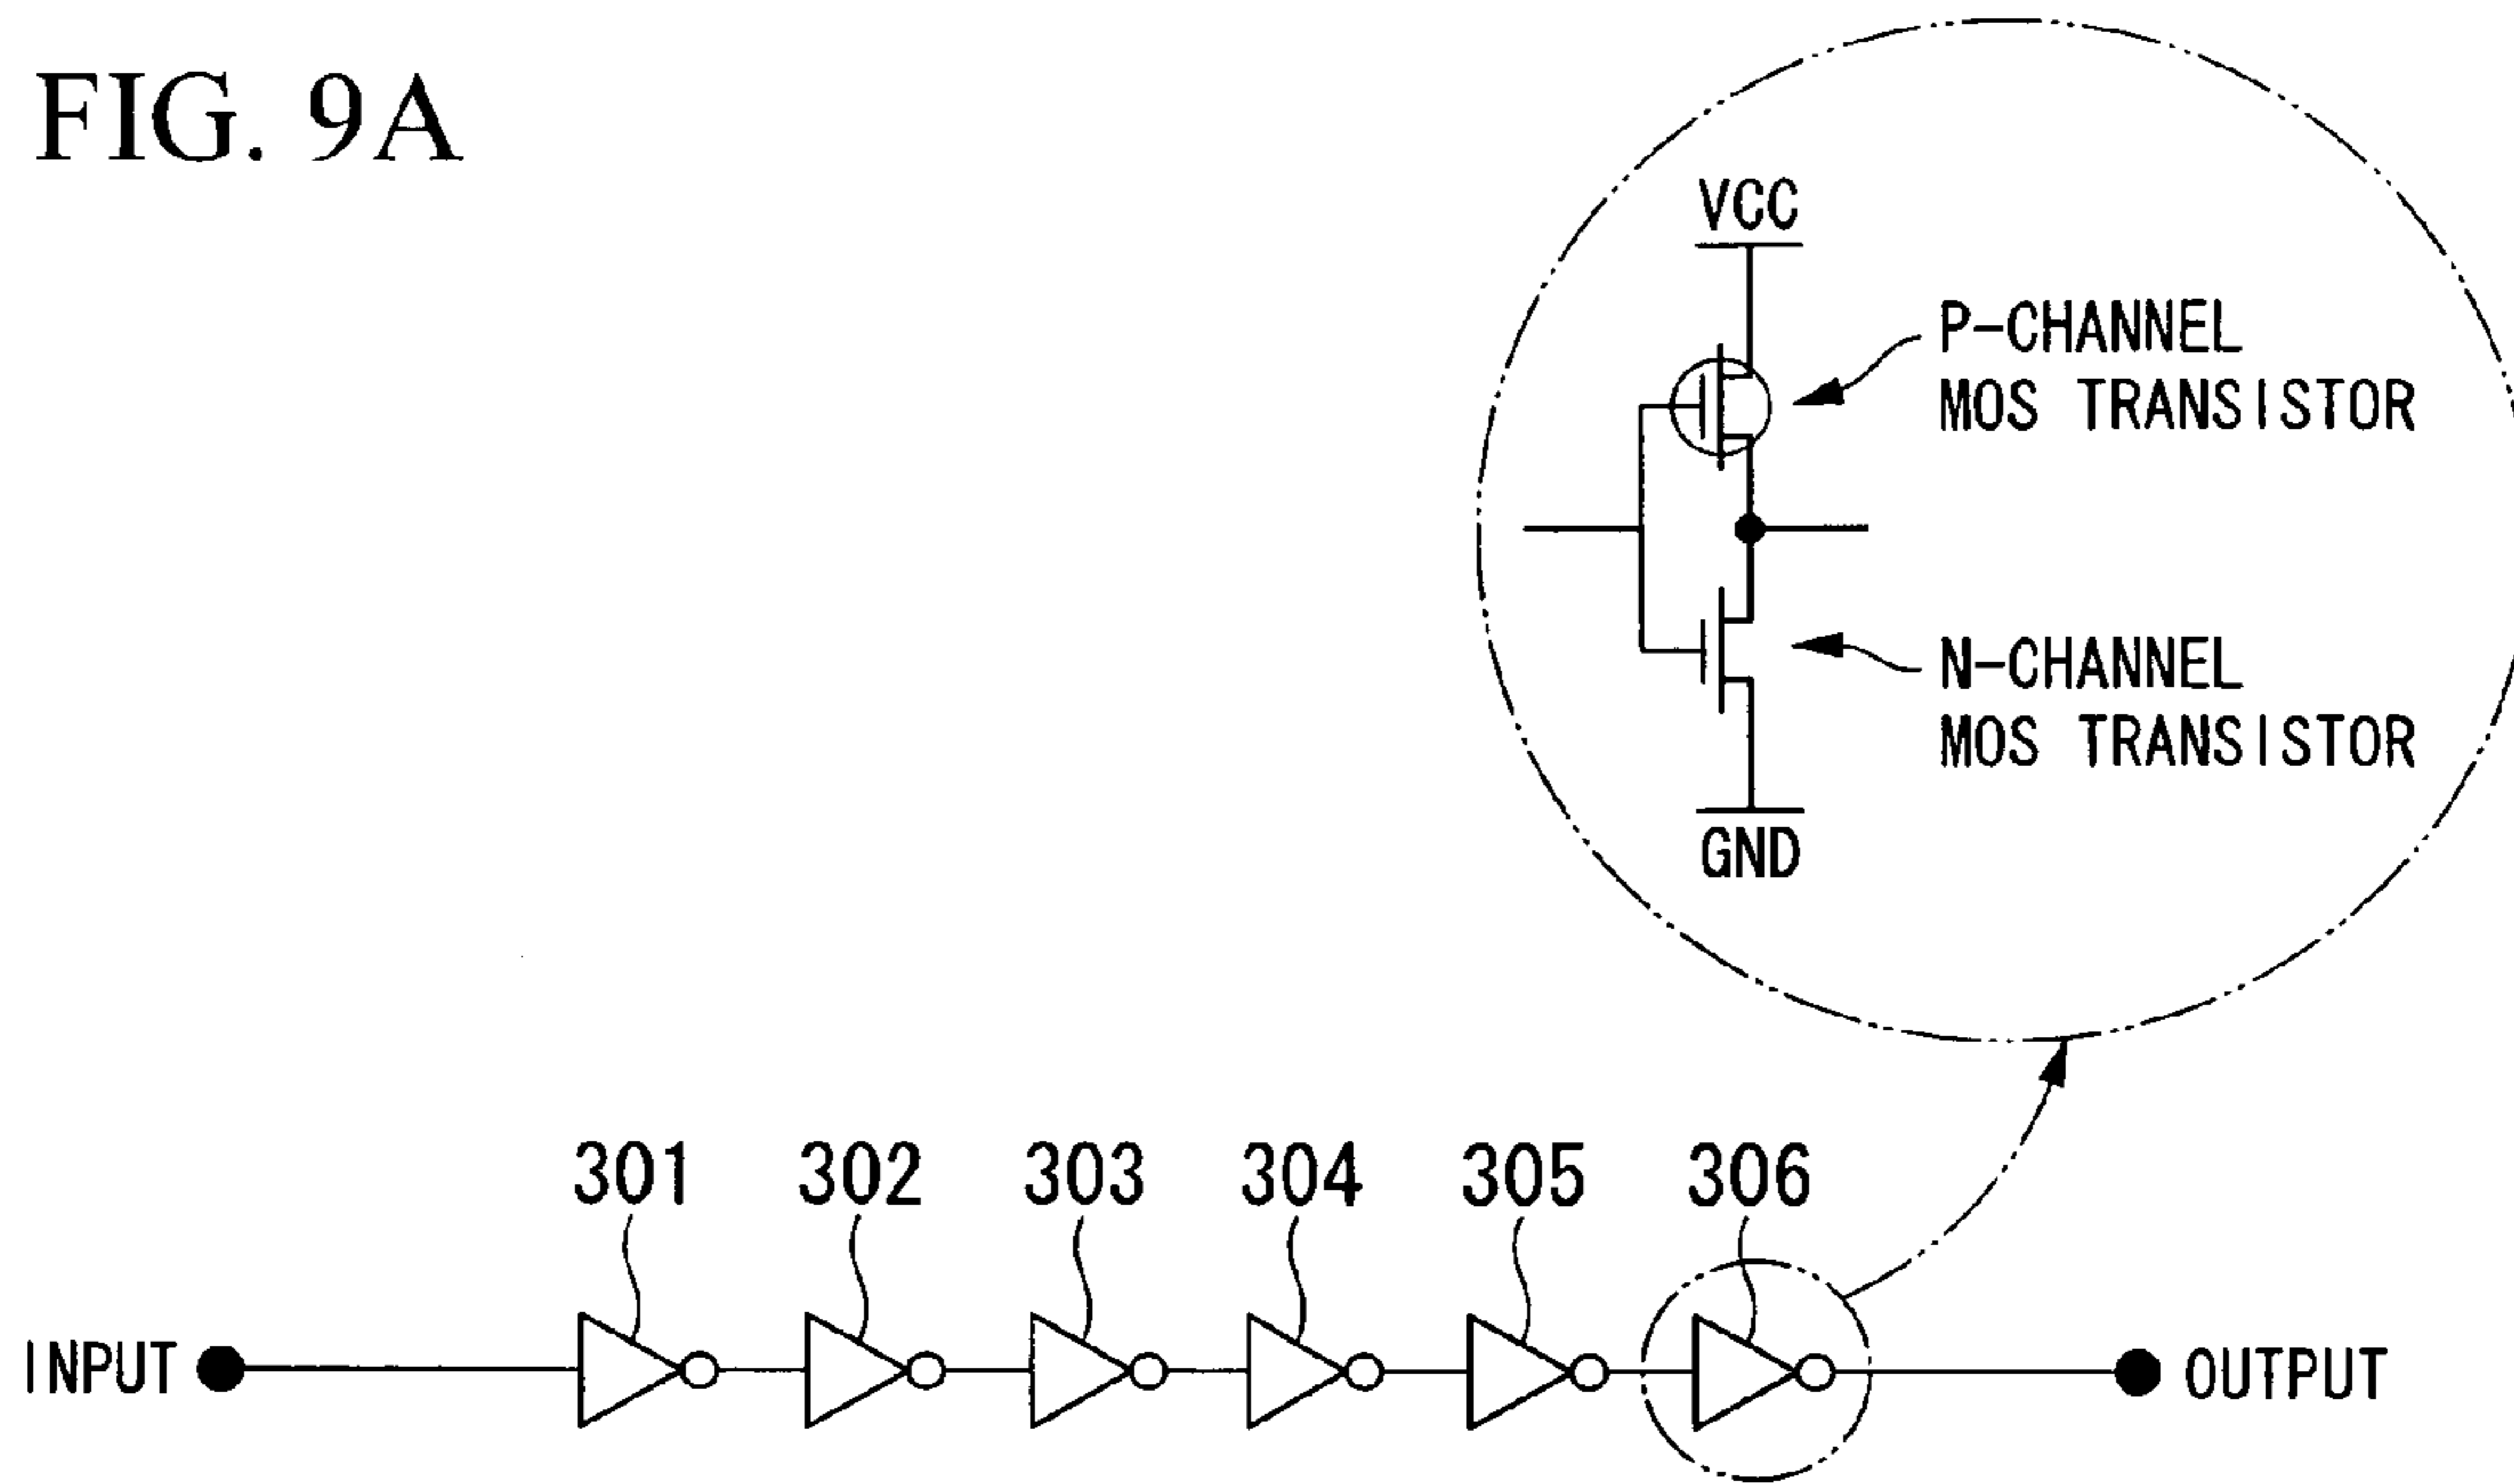 FIG. 9A
VCC
P-CHANNEL
MOS TRANSISTOR
N-CHANNEL
MOS TRANSISTOR
GND
301 302 303 304 305 306
INPUT OUTPUT